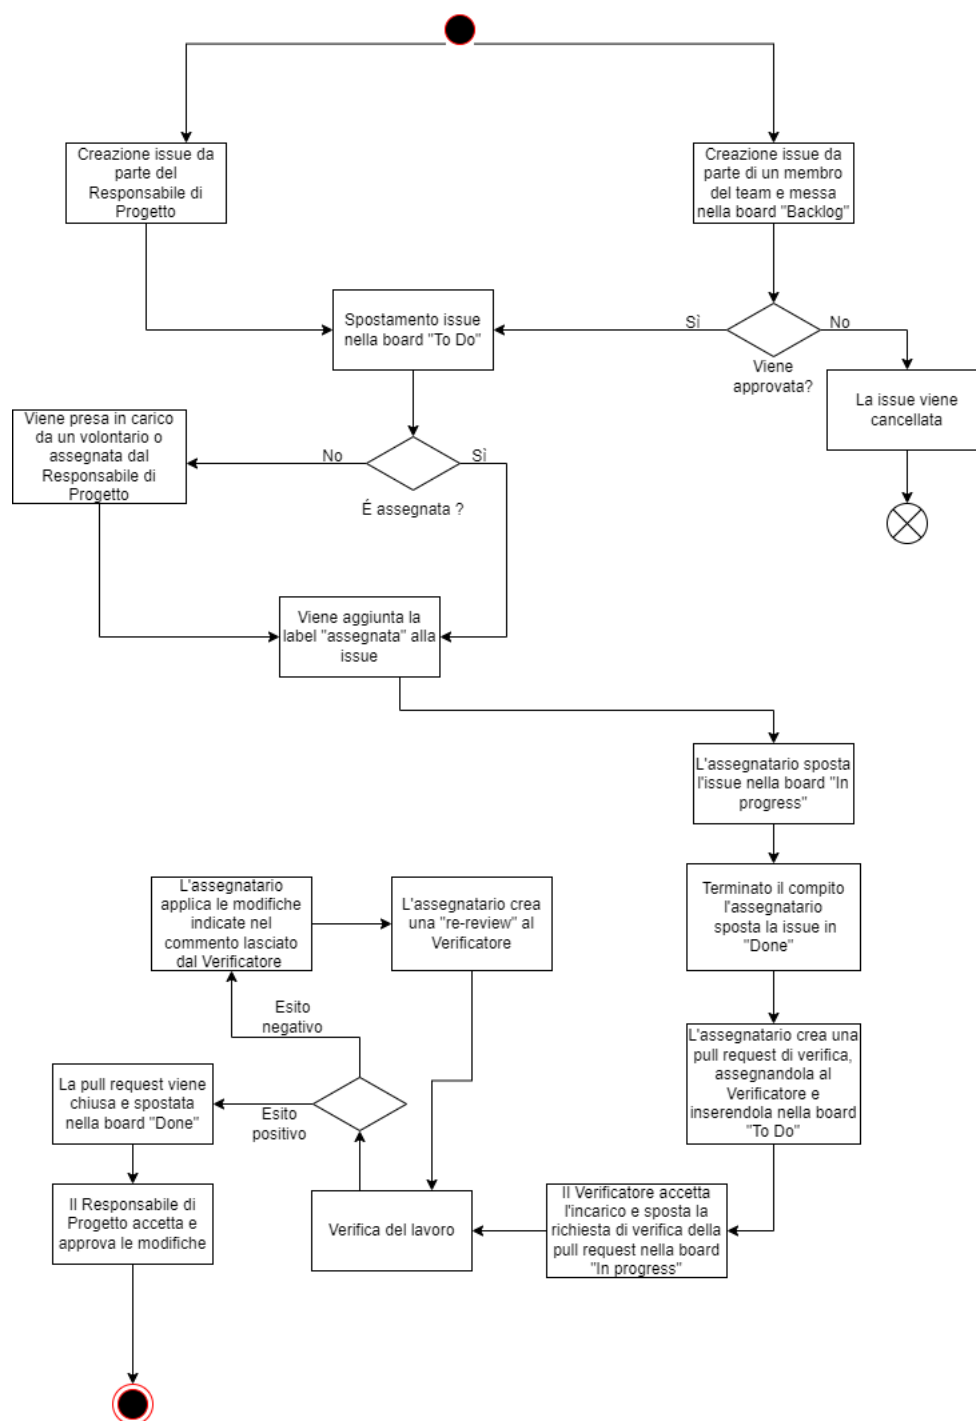 Creazione issue da
parte del
Responsabile di
Progetto
Creazione issue da
parte di un membro
del team e messa
nella board "Backlog"
Spostamento issue
nella board "To Do"
Sì
No
Viene
approvata?
La issue viene
cancellata
Viene presa in carico
da un volontario o
assegnata dal
Responsabile di
Progetto
No
Sì
É assegnata ?
Viene aggiunta la
label "assegnata" alla
issue
L'assegnatario sposta
l'issue nella board "In
progress"
Terminato il compito
l'assegnatario
sposta la issue in
"Done"
L'assegnatario crea una
pull request di verifica,
assegnandola al
Verificatore e
inserendola nella board
"To Do"
Il Verificatore accetta
l'incarico e sposta la
richiesta di verifica della
pull request nella board
"In progress"
Verifica del lavoro
L'assegnatario
applica le modifiche
indicate nel
commento lasciato
dal Verificatore
L'assegnatario crea
una "re-review" al
Verificatore
Esito
negativo
Esito
positivo
La pull request viene
chiusa e spostata
nella board "Done"
Il Responsabile di
Progetto accetta e
approva le modifiche